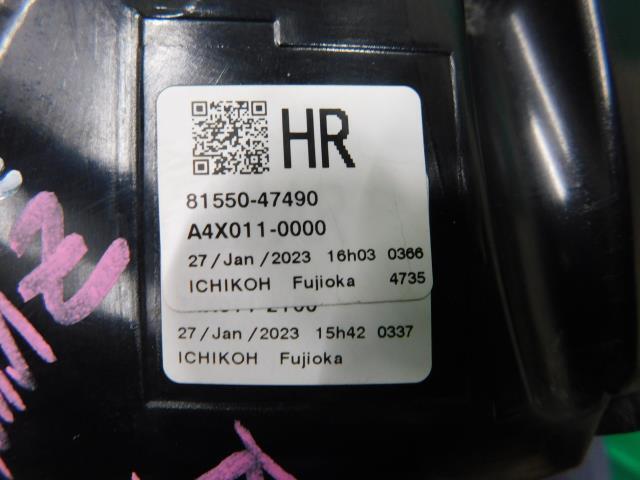 HR
81550-47490
A4X011-0000
27/Jan/2023 16h03 0366
ICHIKOH Fujioka 4735
27/Jan/2023 15h42 0337
ICHIKOH Fujioka